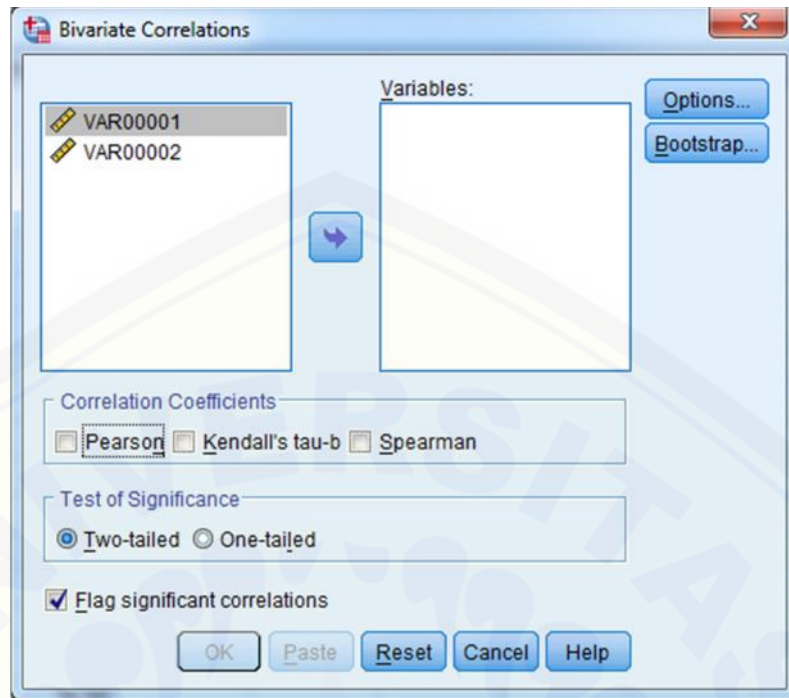 Bivariate Correlations
Variables:
VAR00001
VAR00002
Options...
Bootstrap...
Correlation Coefficients
Pearson Kendall's tau-b Spearman
Test of Significance
Two-tailed One-tailed
Flag significant correlations
OK Paste Reset Cancel Help
UNIVERSITAS